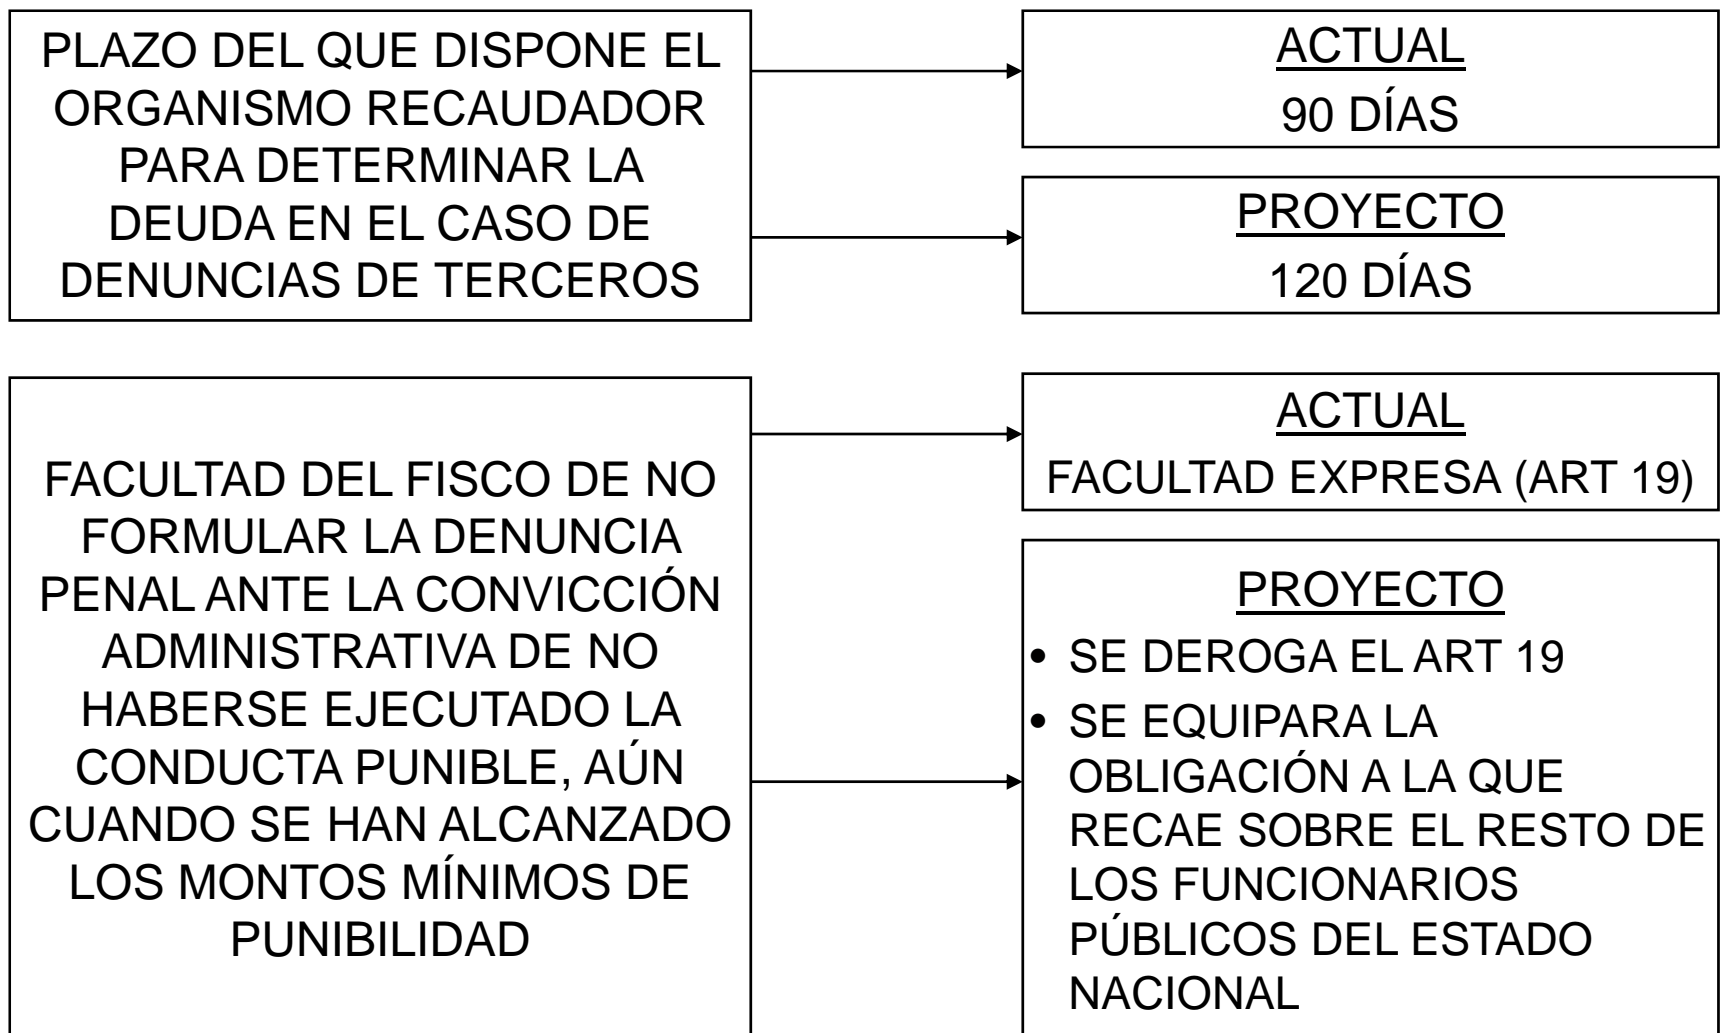 PLAZO DEL QUE DISPONE EL
ORGANISMO RECAUDADOR
PARA DETERMINAR LA
DEUDA EN EL CASO DE
DENUNCIAS DE TERCEROS
ACTUAL
90 DÍAS
PROYECTO
120 DÍAS
FACULTAD DEL FISCO DE NO
FORMULAR LA DENUNCIA
PENAL ANTE LA CONVICCIÓN
ADMINISTRATIVA DE NO
HABERSE EJECUTADO LA
CONDUCTA PUNIBLE, AÚN
CUANDO SE HAN ALCANZADO
LOS MONTOS MÍNIMOS DE
PUNIBILIDAD
ACTUAL
FACULTAD EXPRESA (ART 19)
PROYECTO
• SE DEROGA EL ART 19
• SE EQUIPARA LA
OBLIGACIÓN A LA QUE
RECAE SOBRE EL RESTO DE
LOS FUNCIONARIOS
PÚBLICOS DEL ESTADO
NACIONAL